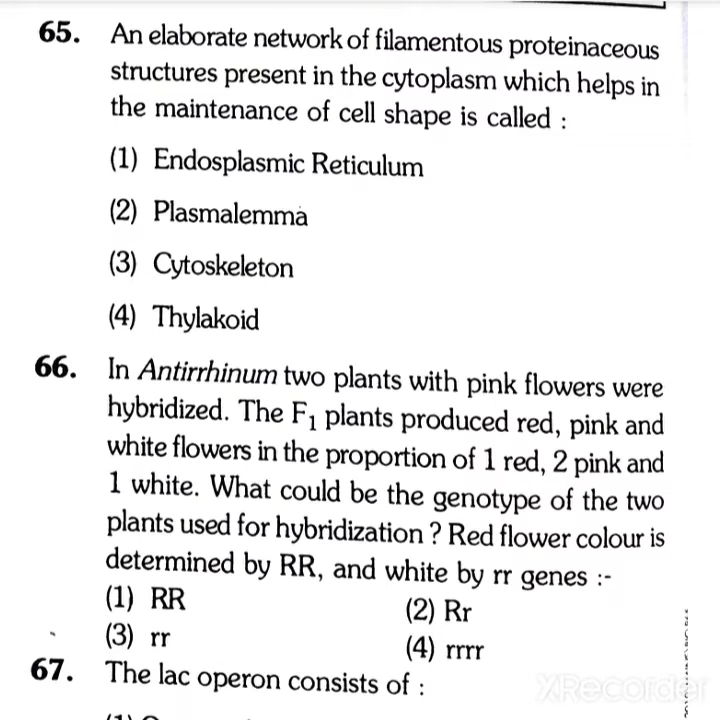 65. An elaborate network of filamentous proteinaceous
structures present in the cytoplasm which helps in
the maintenance of cell shape is called :
(1) Endosplasmic Reticulum
(2) Plasmalemma
(3) Cytoskeleton
(4) Thylakoid
66. In Antirrhinum two plants with pink flowers were
hybridized. The F₁ plants produced red, pink and
white flowers in the proportion of 1 red, 2 pink and
1 white. What could be the genotype of the two
plants used for hybridization ? Red flower colour is
determined by RR, and white by rr genes :-
(1) RR (2) Rr
(3) rr (4) rrrr
67. The lac operon consists of :
XRecorder